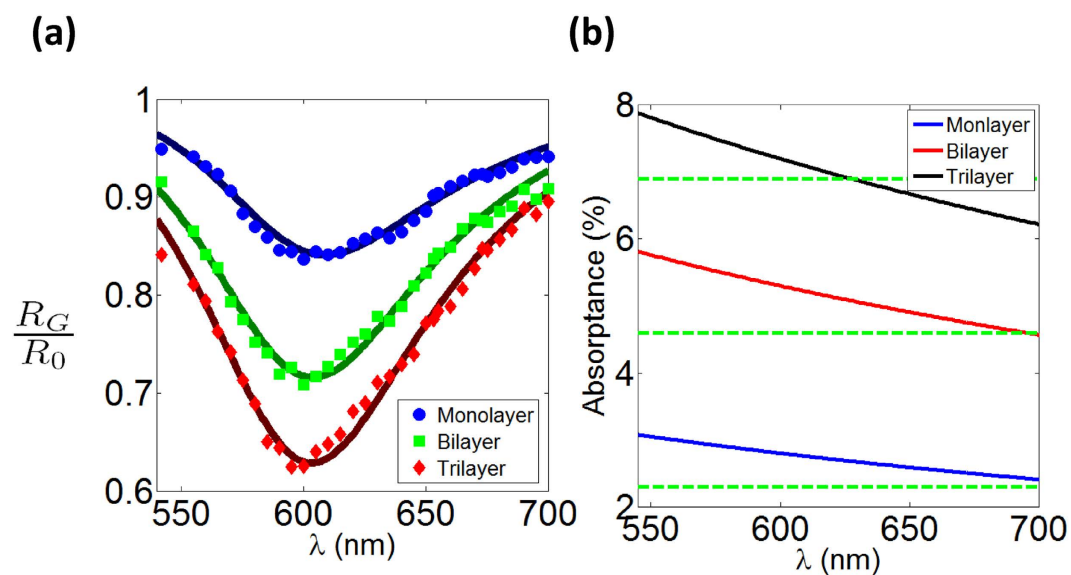 (a)
(b)
R_G
R_0
1
0.9
0.8
0.7
0.6
550
600
650
700
λ (nm)
Monolayer
Bilayer
Trilayer
Absorptance (%)
8
6
4
2
550
600
650
700
λ (nm)
Monlayer
Bilayer
Trilayer